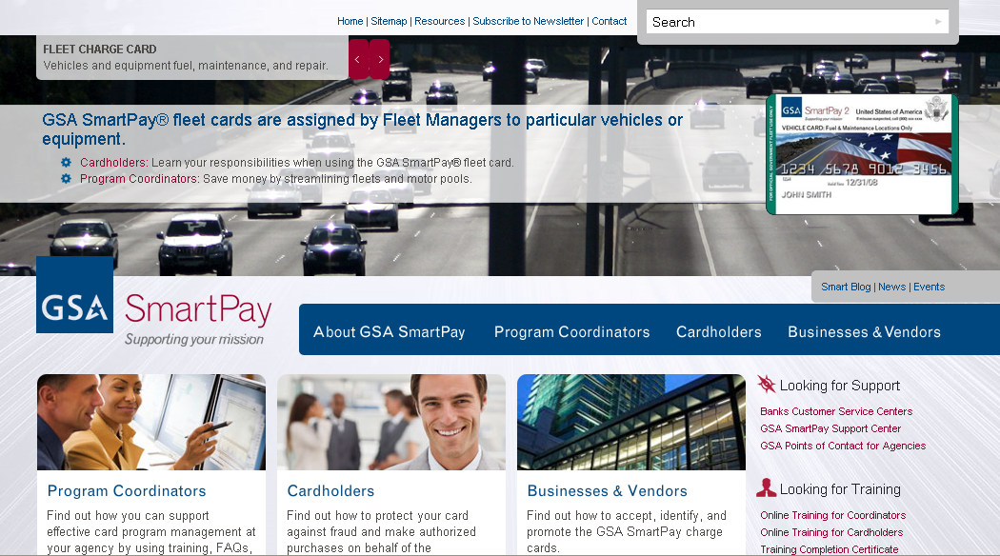 Home | Sitemap | Resources | Subscribe to Newsletter | Contact
Search
FLEET CHARGE CARD
Vehicles and equipment fuel, maintenance, and repair.
GSA SmartPay® fleet cards are assigned by Fleet Managers to particular vehicles or
equipment.
Cardholders: Learn your responsibilities when using the GSA SmartPay® fleet card.
Program Coordinators: Save money by streamlining fleets and motor pools.
GSA SmartPay 2
United States of America
VEHICLE CARD: Fuel & Maintenance Locations Only
FOR OFFICIAL GOVERNMENT FLEET USE ONLY
1234 5678 9012 3456
12/31/08
JOHN SMITH
Smart Blog | News | Events
GSA SmartPay
Supporting your mission
About GSA SmartPay
Program Coordinators
Cardholders
Businesses & Vendors
Program Coordinators
Find out how you can support
effective card program management at
your agency by using training, FAQs,
Cardholders
Find out how to protect your card
against fraud and make authorized
purchases on behalf of the
Businesses & Vendors
Find out how to accept, identify, and
promote the GSA SmartPay charge
cards.
Looking for Support
Banks Customer Service Centers
GSA SmartPay Support Center
GSA Points of Contact for Agencies
Looking for Training
Online Training for Coordinators
Online Training for Cardholders
Training Completion Certificate